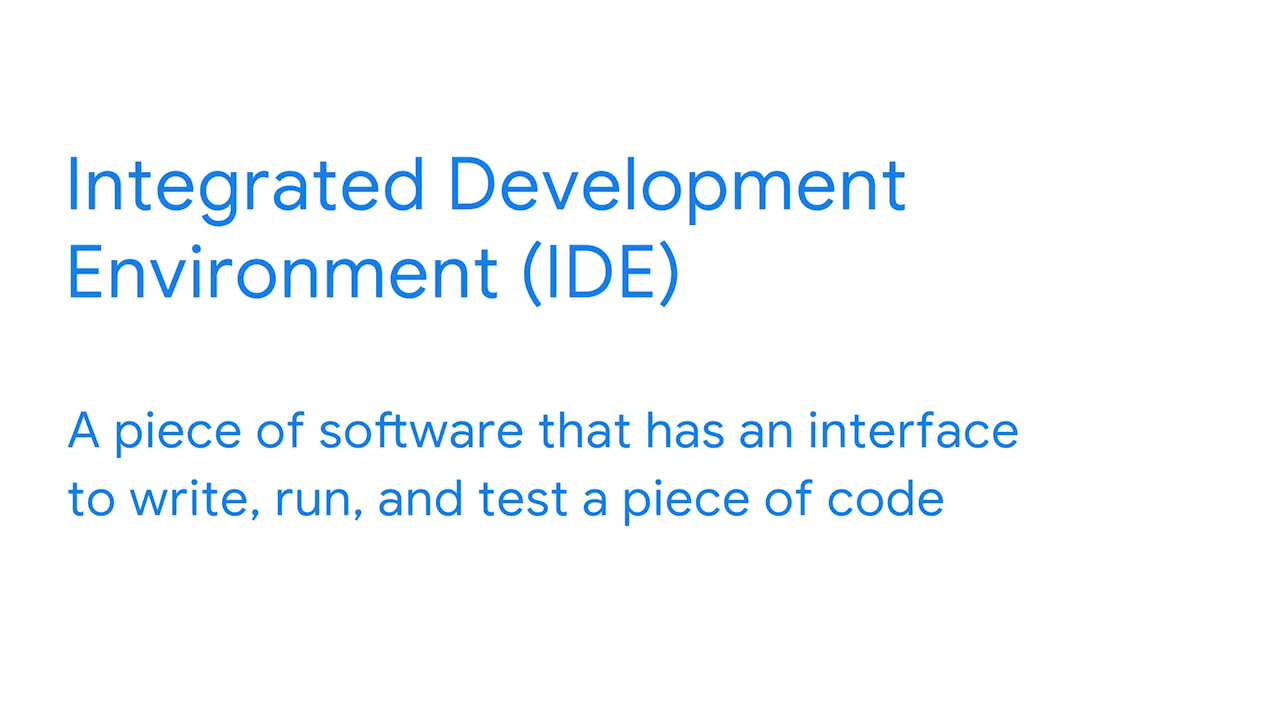 Integrated Development
Environment (IDE)
A piece of software that has an interface
to write, run, and test a piece of code